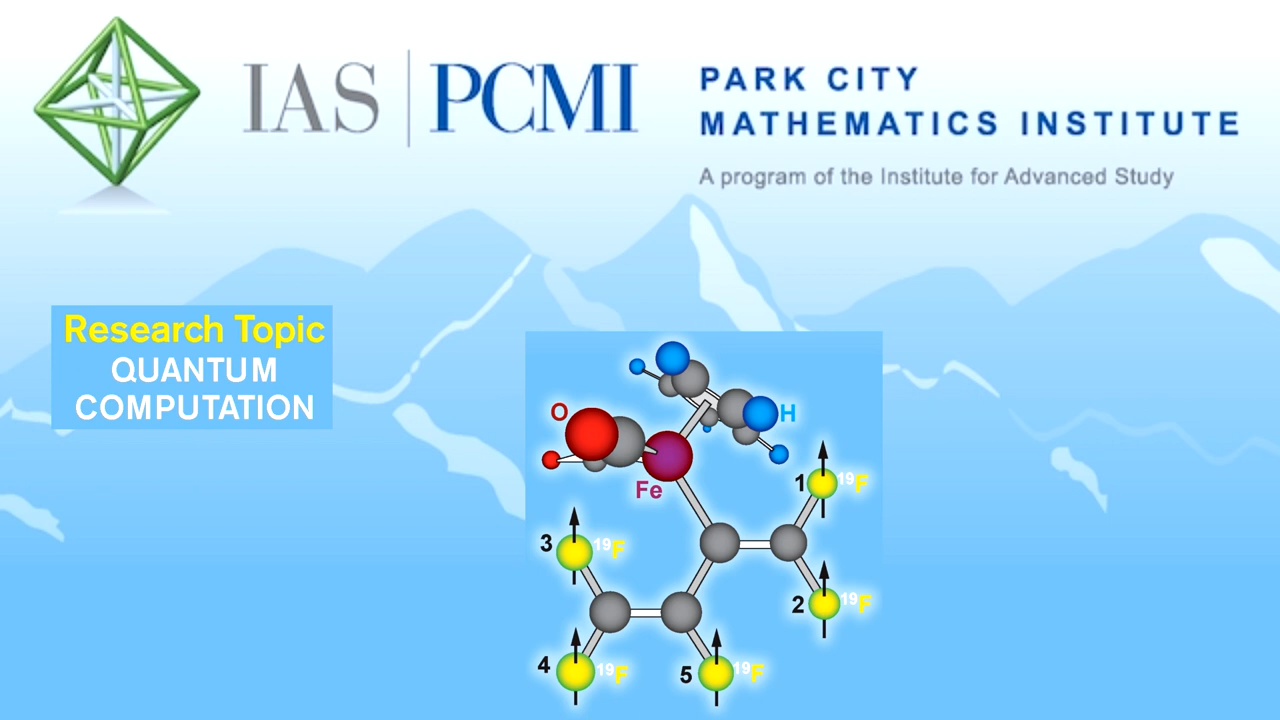 IAS | PCMI
PARK CITY
MATHEMATICS INSTITUTE
A program of the Institute for Advanced Study
Research Topic
QUANTUM
COMPUTATION
O
H
Fe
1 ¹⁹F
3 ¹⁹F
2 ¹⁹F
4 ¹⁹F
5 ¹⁹F